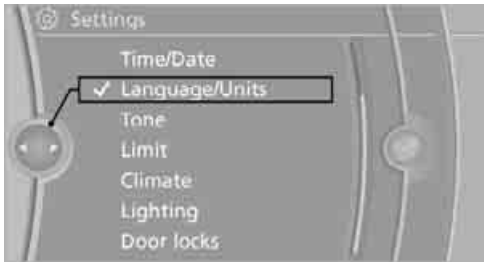 Settings
Time/Date
Language/Units
Tone
Limit
Climate
Lighting
Door locks